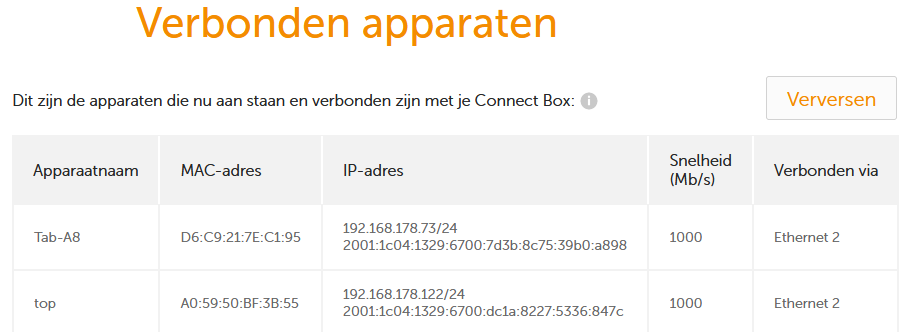 Verbonden apparaten
Dit zijn de apparaten die nu aan staan en verbonden zijn met je Connect Box:
Verversen
Apparaatnaam MAC-adres IP-adres Snelheid (Mb/s) Verbonden via
Tab-A8 D6:C9:21:7E:C1:95 192.168.178.73/24 1000 Ethernet 2
2001:1c04:1329:6700:7d3b:8c75:39b0:a898
top A0:59:50:BF:3B:55 192.168.178.122/24 1000 Ethernet 2
2001:1c04:1329:6700:dc1a:8227:5336:847c